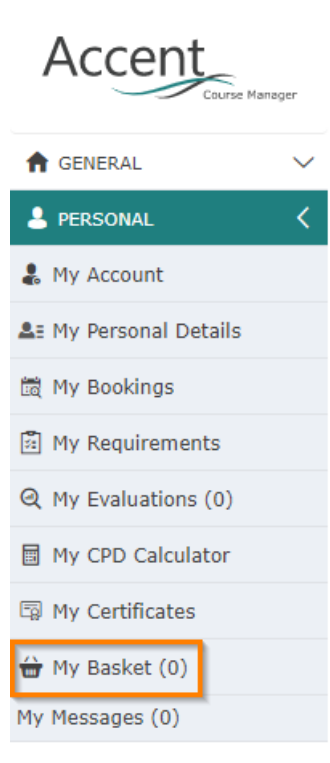 Accent
Course Manager
GENERAL
PERSONAL
My Account
My Personal Details
My Bookings
My Requirements
My Evaluations (0)
My CPD Calculator
My Certificates
My Basket (0)
My Messages (0)